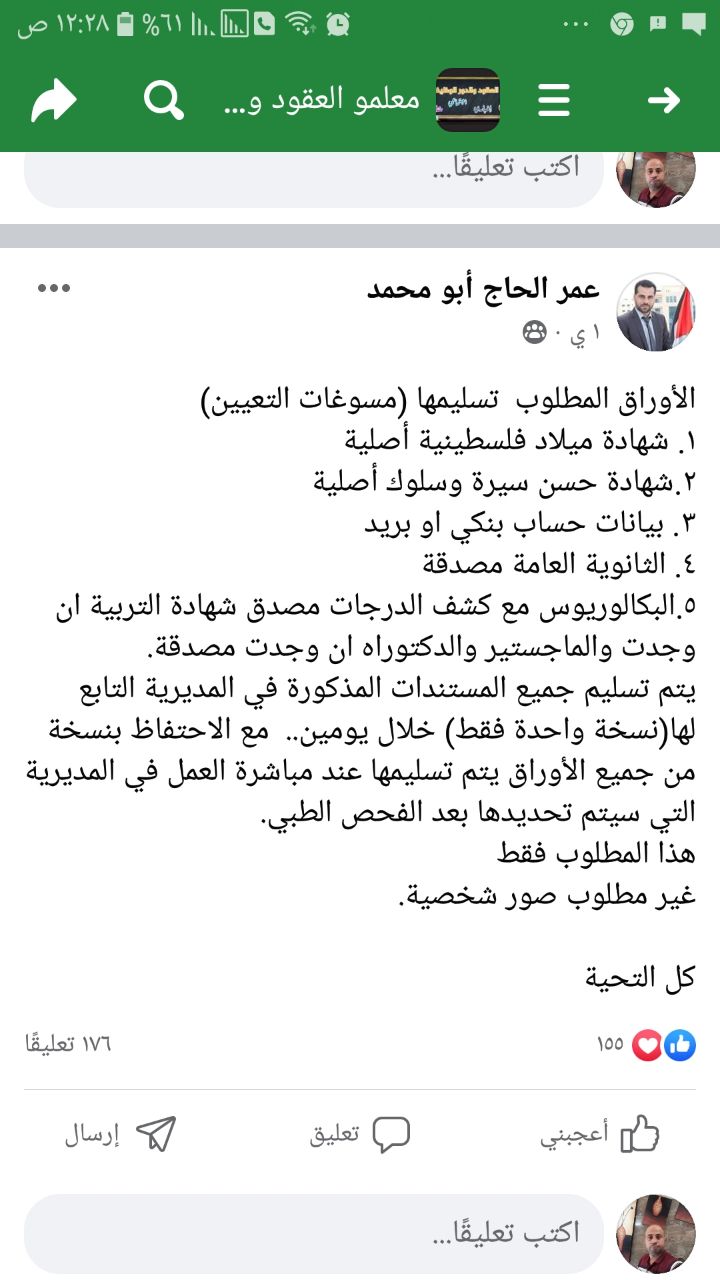 ١٢:٢٨ ص ٦١%
معلمو العقود و...
اكتب تعليقًا...
عمر الحاج أبو محمد
١ ي ·
الأوراق المطلوب تسليمها (مسوغات التعيين)
١. شهادة ميلاد فلسطينية أصلية
٢.شهادة حسن سيرة وسلوك أصلية
٣. بيانات حساب بنكي او بريد
٤. الثانوية العامة مصدقة
٥.البكالوريوس مع كشف الدرجات مصدق شهادة التربية ان
وجدت والماجستير والدكتوراه ان وجدت مصدقة.
يتم تسليم جميع المستندات المذكورة في المديرية التابع
لها(نسخة واحدة فقط) خلال يومين.. مع الاحتفاظ بنسخة
من جميع الأوراق يتم تسليمها عند مباشرة العمل في المديرية
التي سيتم تحديدها بعد الفحص الطبي.
هذا المطلوب فقط
غير مطلوب صور شخصية.
كل التحية
١٥٥ ١٧٦ تعليقًا
أعجبني تعليق إرسال
اكتب تعليقًا...